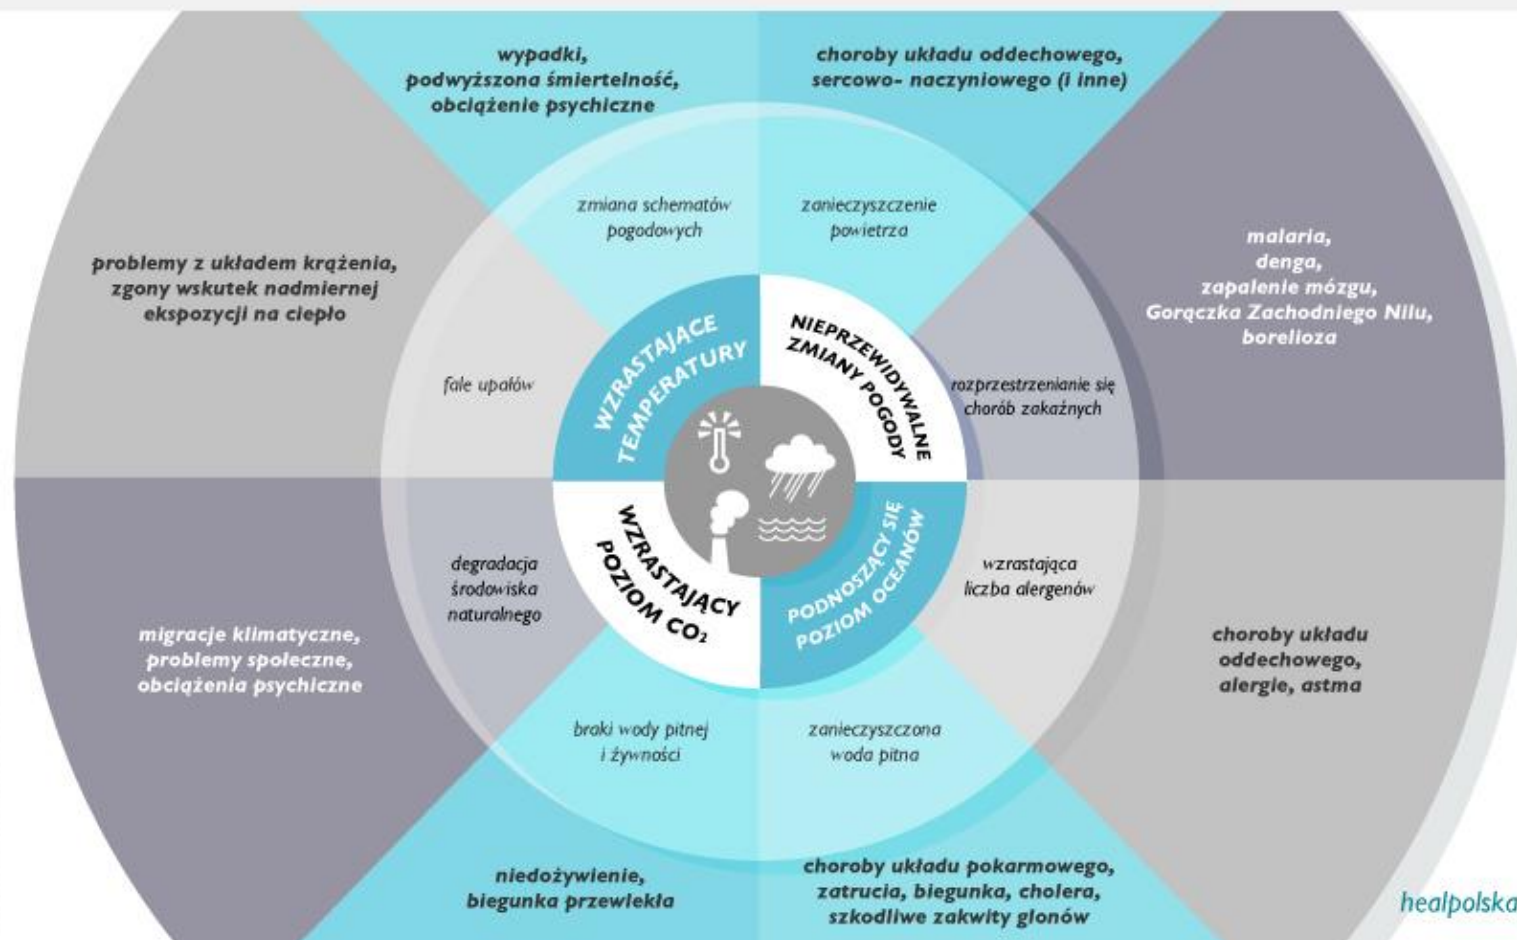 wypadki,
podwyższona śmiertelność,
obciążenie psychiczne
choroby układu oddechowego,
sercowo- naczyniowego (i inne)
zmiana schematów
pogodowych
zanieczyszczenie
powietrza
problemy z układem krążenia,
zgony wskutek nadmiernej
ekspozycji na ciepło
malaria,
denga,
zapalenie mózgu,
Gorączka Zachodniego Nilu,
borelioza
fale upałów
WZRASTAJĄCE
TEMPERATURY
NIEPRZEWIDYWALNE
ZMIANY POGODY
rozprzestrzenianie się
chorób zakaźnych
degradacja
środowiska
naturalnego
WZRASTAJĄCY
POZIOM CO₂
PODNOSZĄCY SIĘ
POZIOM OCEANÓW
wzrastająca
liczba alergenów
migracje klimatyczne,
problemy społeczne,
obciążenia psychiczne
choroby układu
oddechowego,
alergie, astma
braki wody pitnej
i żywności
zanieczyszczona
woda pitna
niedożywienie,
biegunka przewlekła
choroby układu pokarmowego,
zatrucia, biegunka, cholera,
szkodliwe zakwity glonów
healpolska